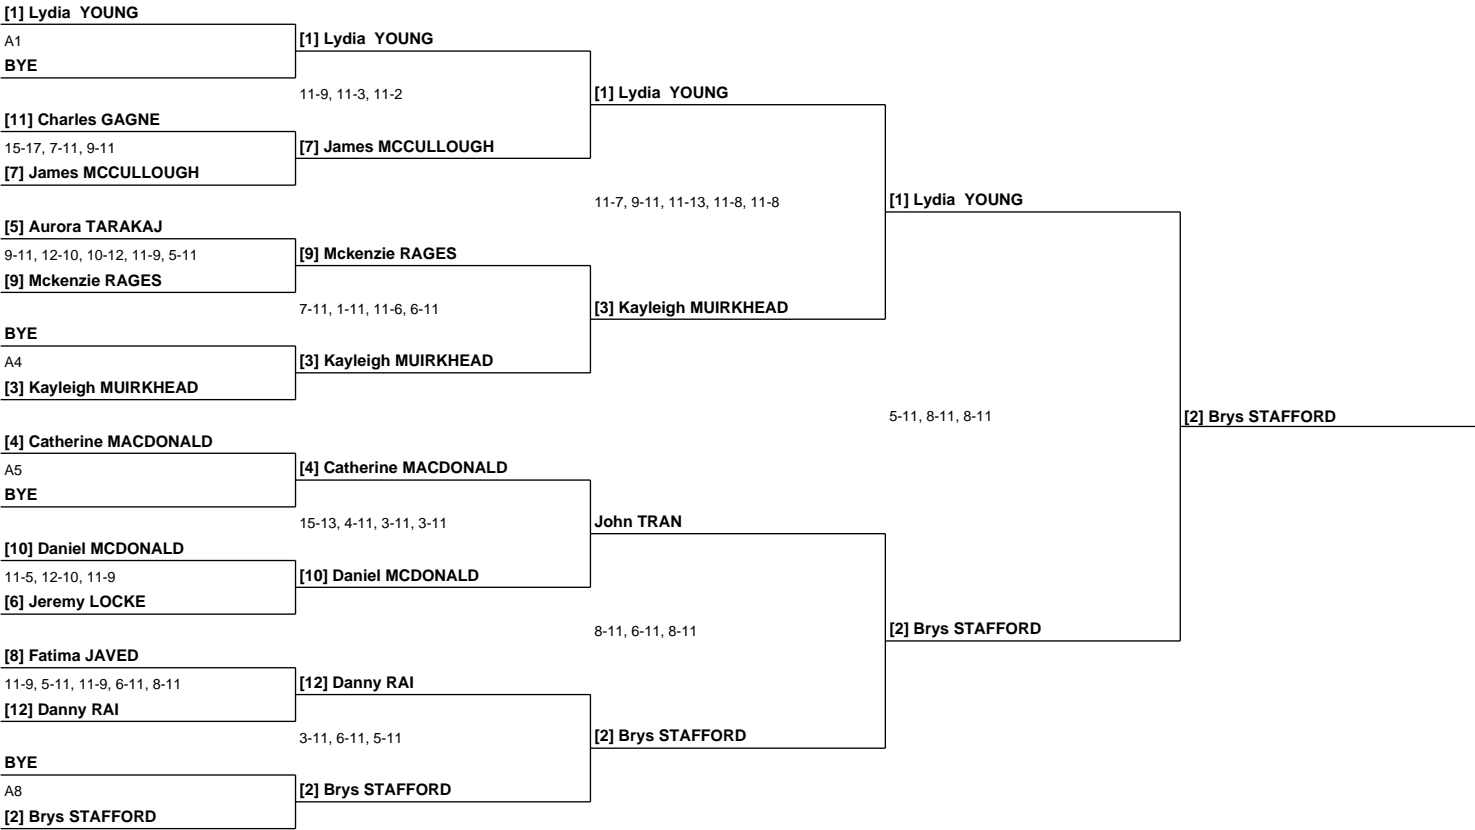 [1] Lydia  YOUNG
A1
BYE
[11] Charles GAGNE
15-17, 7-11, 9-11
[7] James MCCULLOUGH
[5] Aurora TARAKAJ
9-11, 12-10, 10-12, 11-9, 5-11
[9] Mckenzie RAGES
BYE
A4
[3] Kayleigh MUIRKHEAD
[4] Catherine MACDONALD
A5
BYE
[10] Daniel MCDONALD
11-5, 12-10, 11-9
[6] Jeremy LOCKE
[8] Fatima JAVED
11-9, 5-11, 11-9, 6-11, 8-11
[12] Danny RAI
BYE
A8
[2] Brys STAFFORD
[1] Lydia  YOUNG
11-9, 11-3, 11-2
[7] James MCCULLOUGH
[9] Mckenzie RAGES
7-11, 1-11, 11-6, 6-11
[3] Kayleigh MUIRKHEAD
[4] Catherine MACDONALD
15-13, 4-11, 3-11, 3-11
[10] Daniel MCDONALD
[12] Danny RAI
3-11, 6-11, 5-11
[2] Brys STAFFORD
[1] Lydia  YOUNG
11-7, 9-11, 11-13, 11-8, 11-8
[3] Kayleigh MUIRKHEAD
John TRAN
8-11, 6-11, 8-11
[2] Brys STAFFORD
[1] Lydia  YOUNG
5-11, 8-11, 8-11
[2] Brys STAFFORD
[2] Brys STAFFORD